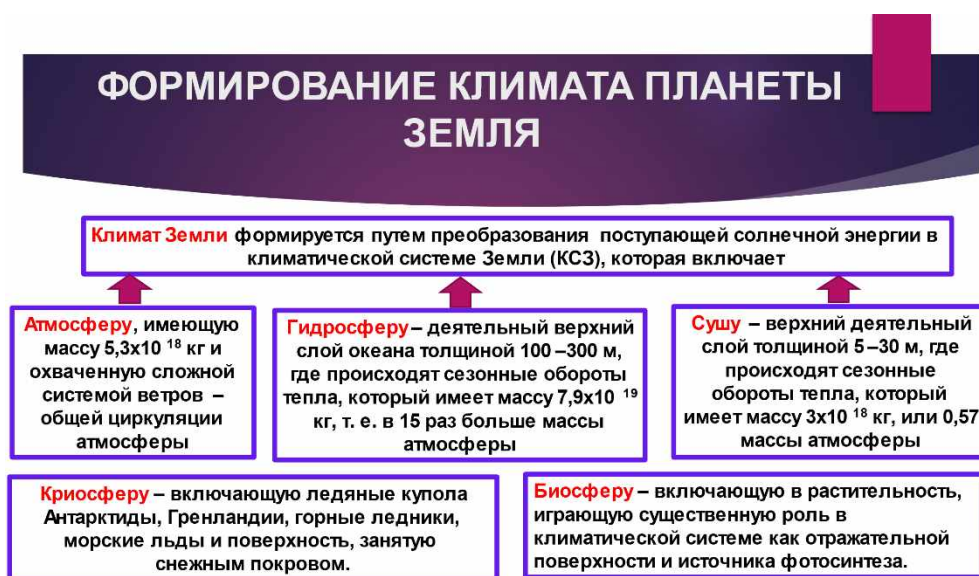 ФОРМИРОВАНИЕ КЛИМАТА ПЛАНЕТЫ
ЗЕМЛЯ
Климат Земли формируется путем преобразования поступающей солнечной энергии в
климатической системе Земли (КСЗ), которая включает
Атмосферу, имеющую
массу 5,3х10 ¹⁸ кг и
охваченную сложной
системой ветров –
общей циркуляции
атмосферы
Гидросферу – деятельный верхний
слой океана толщиной 100 –300 м,
где происходят сезонные обороты
тепла, который имеет массу 7,9х10 ¹⁹
кг, т. е. в 15 раз больше массы
атмосферы
Сушу – верхний деятельный
слой толщиной 5–30 м, где
происходят сезонные
обороты тепла, который
имеет массу 3х10 ¹⁸ кг, или 0,57
массы атмосферы
Криосферу – включающую ледяные купола
Антарктиды, Гренландии, горные ледники,
морские льды и поверхность, занятую
снежным покровом.
Биосферу – включающую в растительность,
играющую существенную роль в
климатической системе как отражательной
поверхности и источника фотосинтеза.